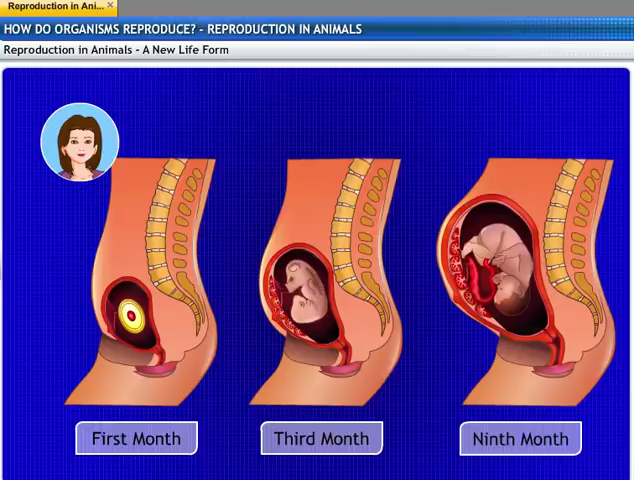 Reproduction in Ani...
HOW DO ORGANISMS REPRODUCE? - REPRODUCTION IN ANIMALS
Reproduction in Animals - A New Life Form
First Month
Third Month
Ninth Month